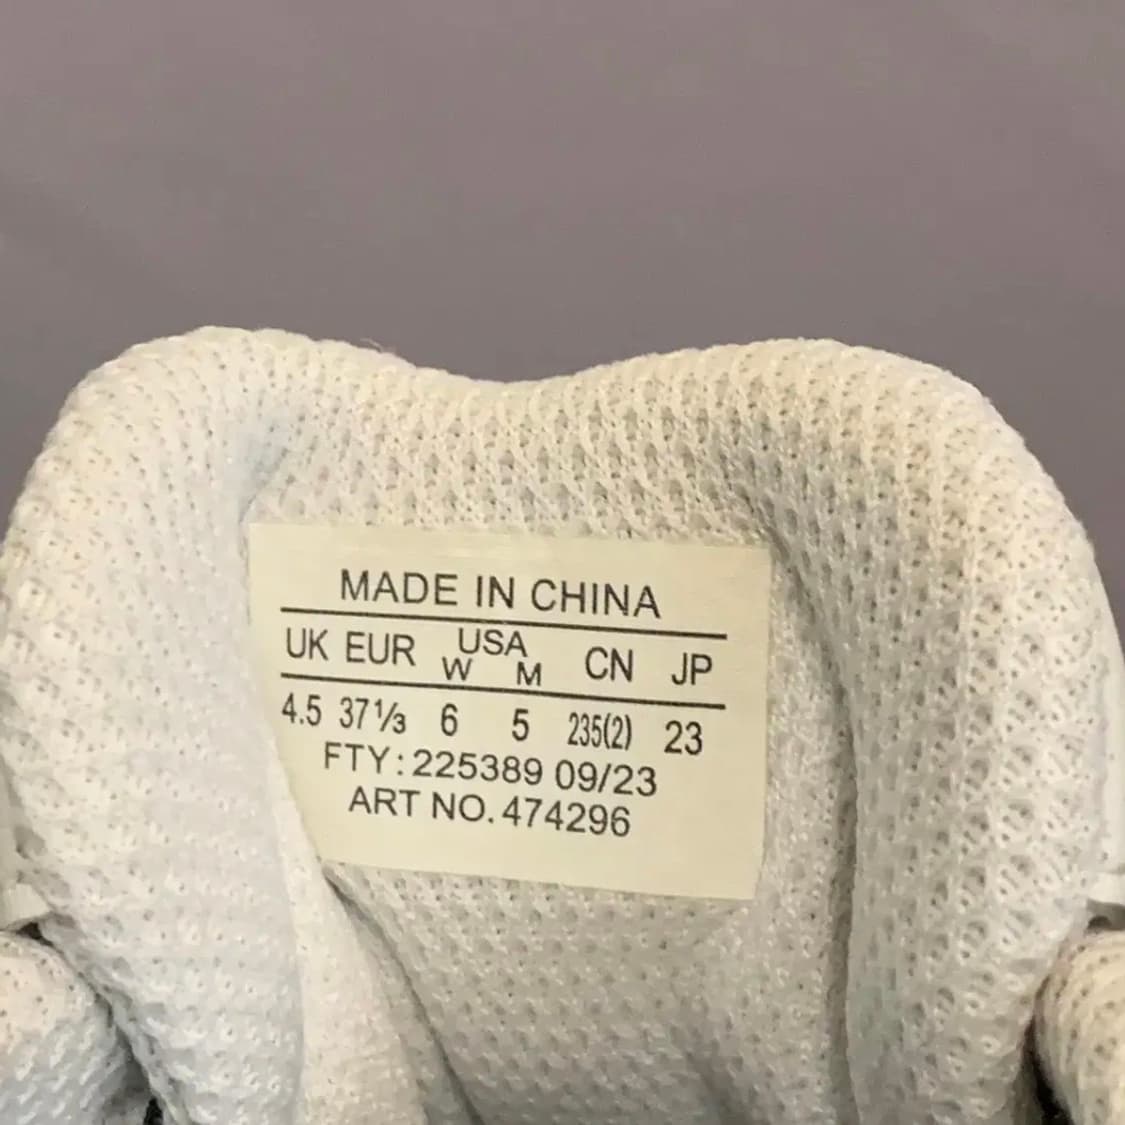 MADE IN CHINA
UK EUR USA CN JP
W M
4.5 37⅓ 6 5 235(2) 23
FTY: 225389 09/23
ART NO. 474296